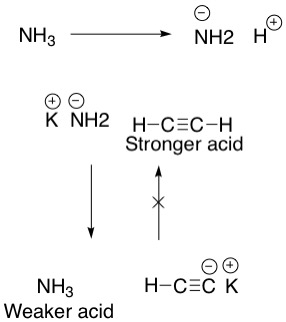 NH₃ ⊖ NH2 H⊕
K⊕ ⊖NH2 H–C≡C–H
Stronger acid
NH₃ H–C≡C⊖ K⊕
Weaker acid